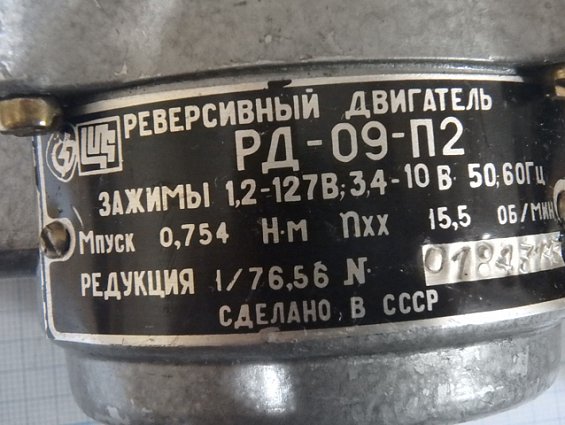 РЕВЕРСИВНЫЙ ДВИГАТЕЛЬ
РД-09-П2
ЗАЖИМЫ 1,2-127В; 3,4-10 В 50;60Гц
Mпуск 0,754 Н·м Пхх 15,5 ОБ/МИН
РЕДУКЦИЯ 1/76,56 №
СДЕЛАНО В СССР